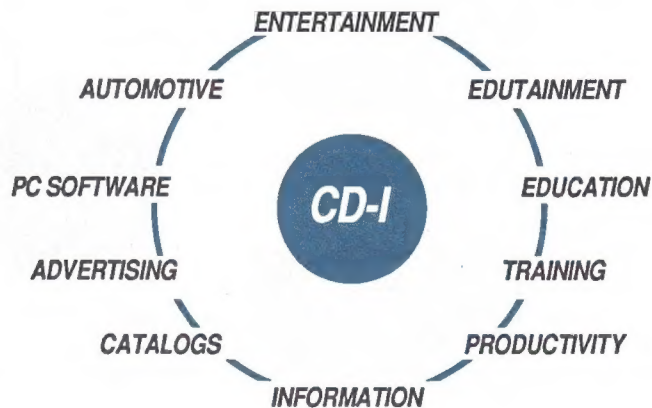 ENTERTAINMENT
AUTOMOTIVE
EDUTAINMENT
PC SOFTWARE
CD-I
EDUCATION
ADVERTISING
TRAINING
CATALOGS
PRODUCTIVITY
INFORMATION